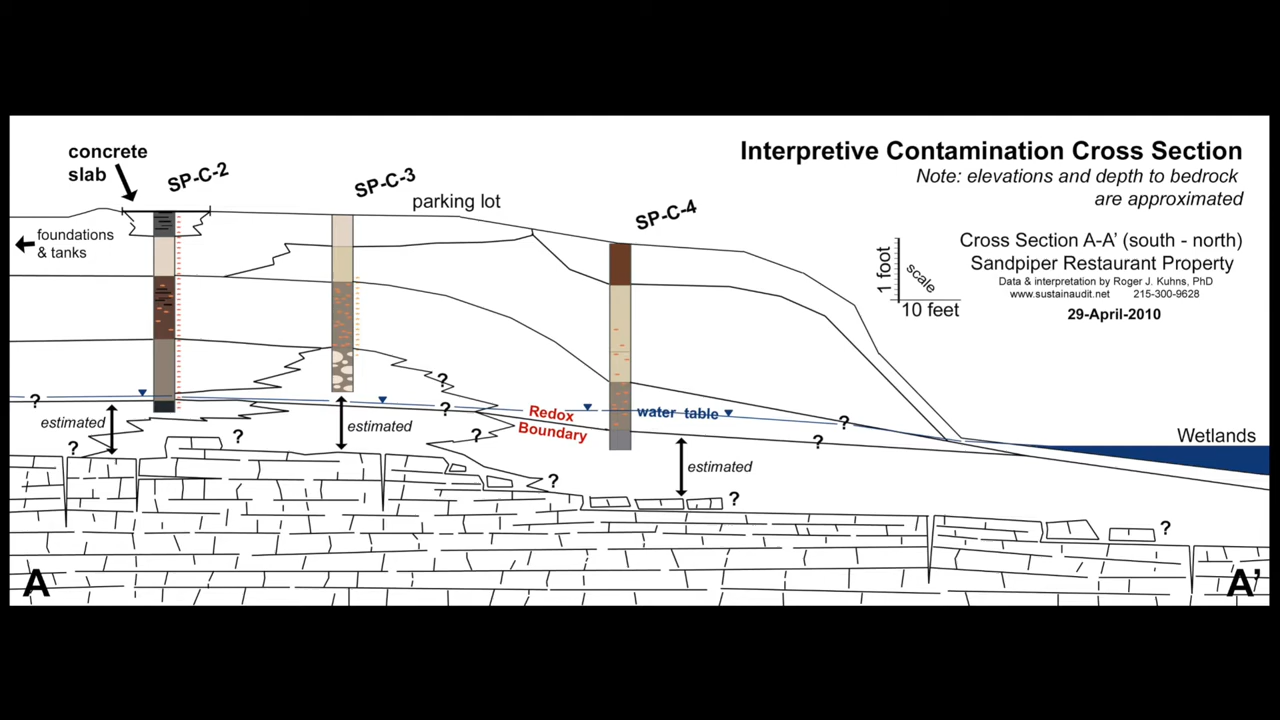 Interpretive Contamination Cross Section
Note: elevations and depth to bedrock
are approximated
concrete
slab
SP-C-2
SP-C-3
parking lot
SP-C-4
foundations
& tanks
1 foot
scale
10 feet
Cross Section A-A' (south - north)
Sandpiper Restaurant Property
Data & interpretation by Roger J. Kuhns, PhD
www.sustainaudit.net 215-300-9628
29-April-2010
?
?
?
estimated
estimated
Redox
Boundary
water table
?
?
Wetlands
?
?
?
estimated
?
?
?
A
A'